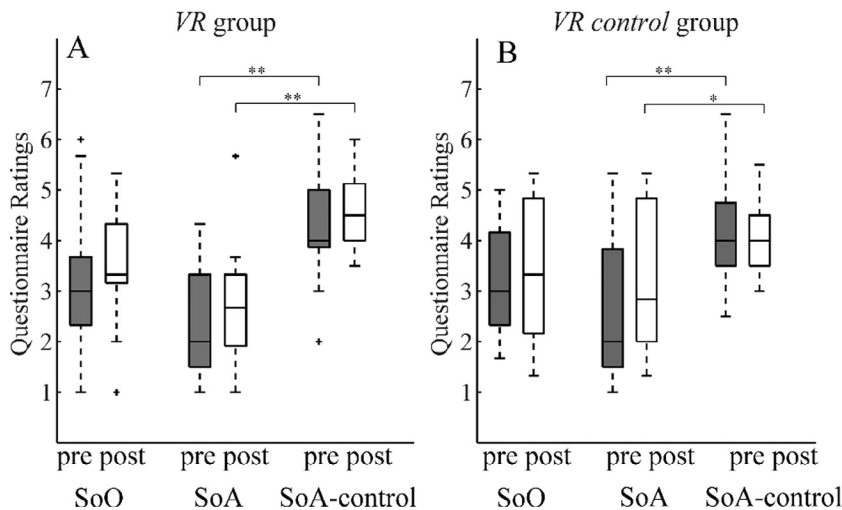 VR group
VR control group
A
B
**
**
**
*
Questionnaire Ratings
7
6
5
4
3
2
1
pre post
pre post
pre post
SoO
SoA
SoA-control
Questionnaire Ratings
7
6
5
4
3
2
1
pre post
pre post
pre post
SoO
SoA
SoA-control